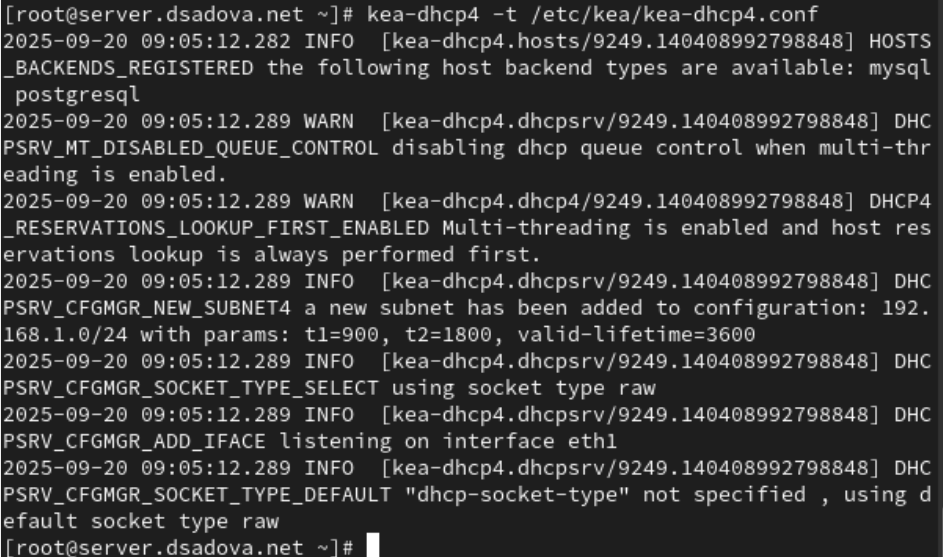 [root@server.dsadova.net ~]# kea-dhcp4 -t /etc/kea/kea-dhcp4.conf
2025-09-20 09:05:12.282 INFO  [kea-dhcp4.hosts/9249.140408992798848] HOSTS
_BACKENDS_REGISTERED the following host backend types are available: mysql
 postgresql
2025-09-20 09:05:12.289 WARN  [kea-dhcp4.dhcpsrv/9249.140408992798848] DHC
PSRV_MT_DISABLED_QUEUE_CONTROL disabling dhcp queue control when multi-thr
eading is enabled.
2025-09-20 09:05:12.289 WARN  [kea-dhcp4.dhcp4/9249.140408992798848] DHCP4
_RESERVATIONS_LOOKUP_FIRST_ENABLED Multi-threading is enabled and host res
ervations lookup is always performed first.
2025-09-20 09:05:12.289 INFO  [kea-dhcp4.dhcpsrv/9249.140408992798848] DHC
PSRV_CFGMGR_NEW_SUBNET4 a new subnet has been added to configuration: 192.
168.1.0/24 with params: t1=900, t2=1800, valid-lifetime=3600
2025-09-20 09:05:12.289 INFO  [kea-dhcp4.dhcpsrv/9249.140408992798848] DHC
PSRV_CFGMGR_SOCKET_TYPE_SELECT using socket type raw
2025-09-20 09:05:12.289 INFO  [kea-dhcp4.dhcpsrv/9249.140408992798848] DHC
PSRV_CFGMGR_ADD_IFACE listening on interface eth1
2025-09-20 09:05:12.289 INFO  [kea-dhcp4.dhcpsrv/9249.140408992798848] DHC
PSRV_CFGMGR_SOCKET_TYPE_DEFAULT "dhcp-socket-type" not specified , using d
efault socket type raw
[root@server.dsadova.net ~]#